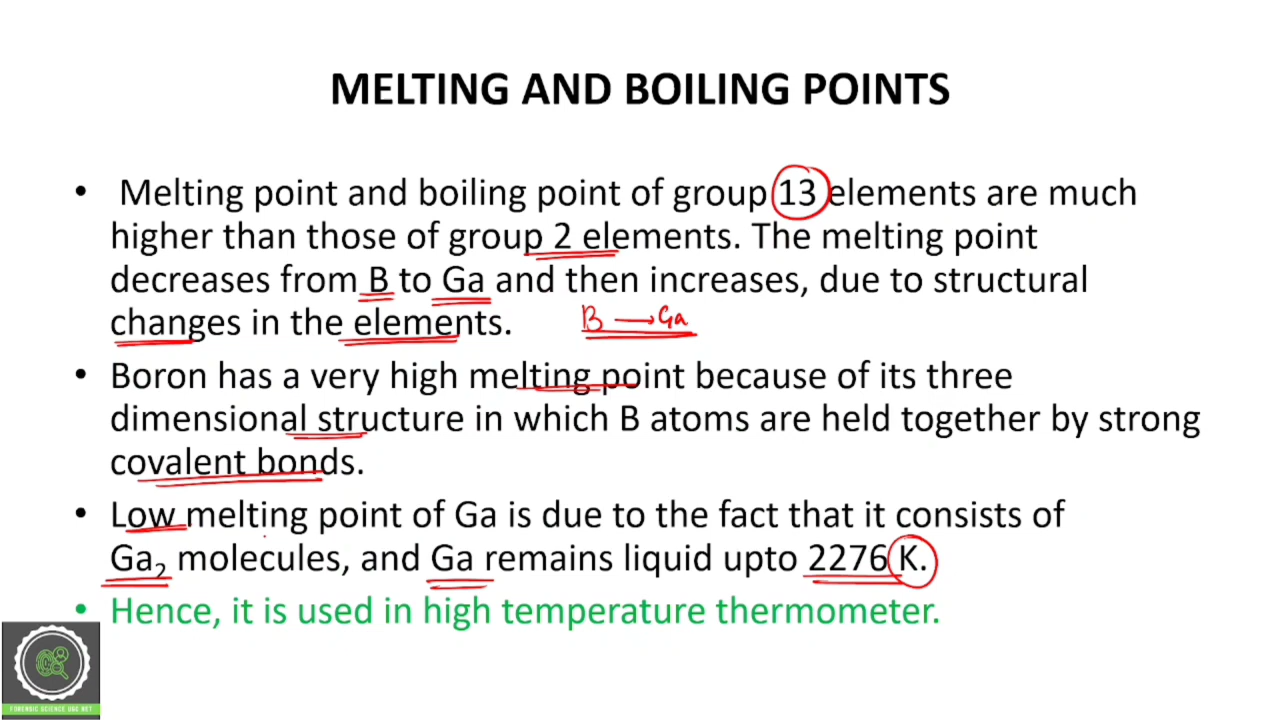 MELTING AND BOILING POINTS
• Melting point and boiling point of group 13 elements are much
higher than those of group 2 elements. The melting point
decreases from B to Ga and then increases, due to structural
changes in the elements.
B → Ga
• Boron has a very high melting point because of its three
dimensional structure in which B atoms are held together by strong
covalent bonds.
• Low melting point of Ga is due to the fact that it consists of
Ga₂ molecules, and Ga remains liquid upto 2276 K.
• Hence, it is used in high temperature thermometer.
FORENSIC SCIENCE UGC NET